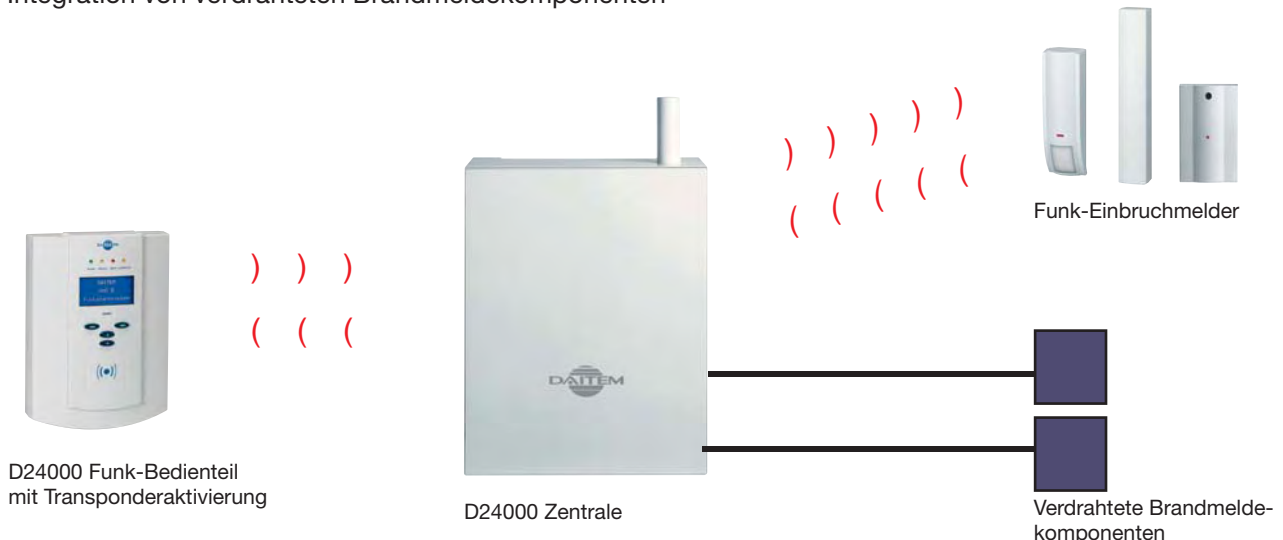 Integration von verdrahteten Brandmeldekomponenten
Funk-Einbruchmelder
DAITEM
D24000 Funk-Bedienteil
mit Transponderaktivierung
D24000 Zentrale
Verdrahtete Brandmelde-
komponenten